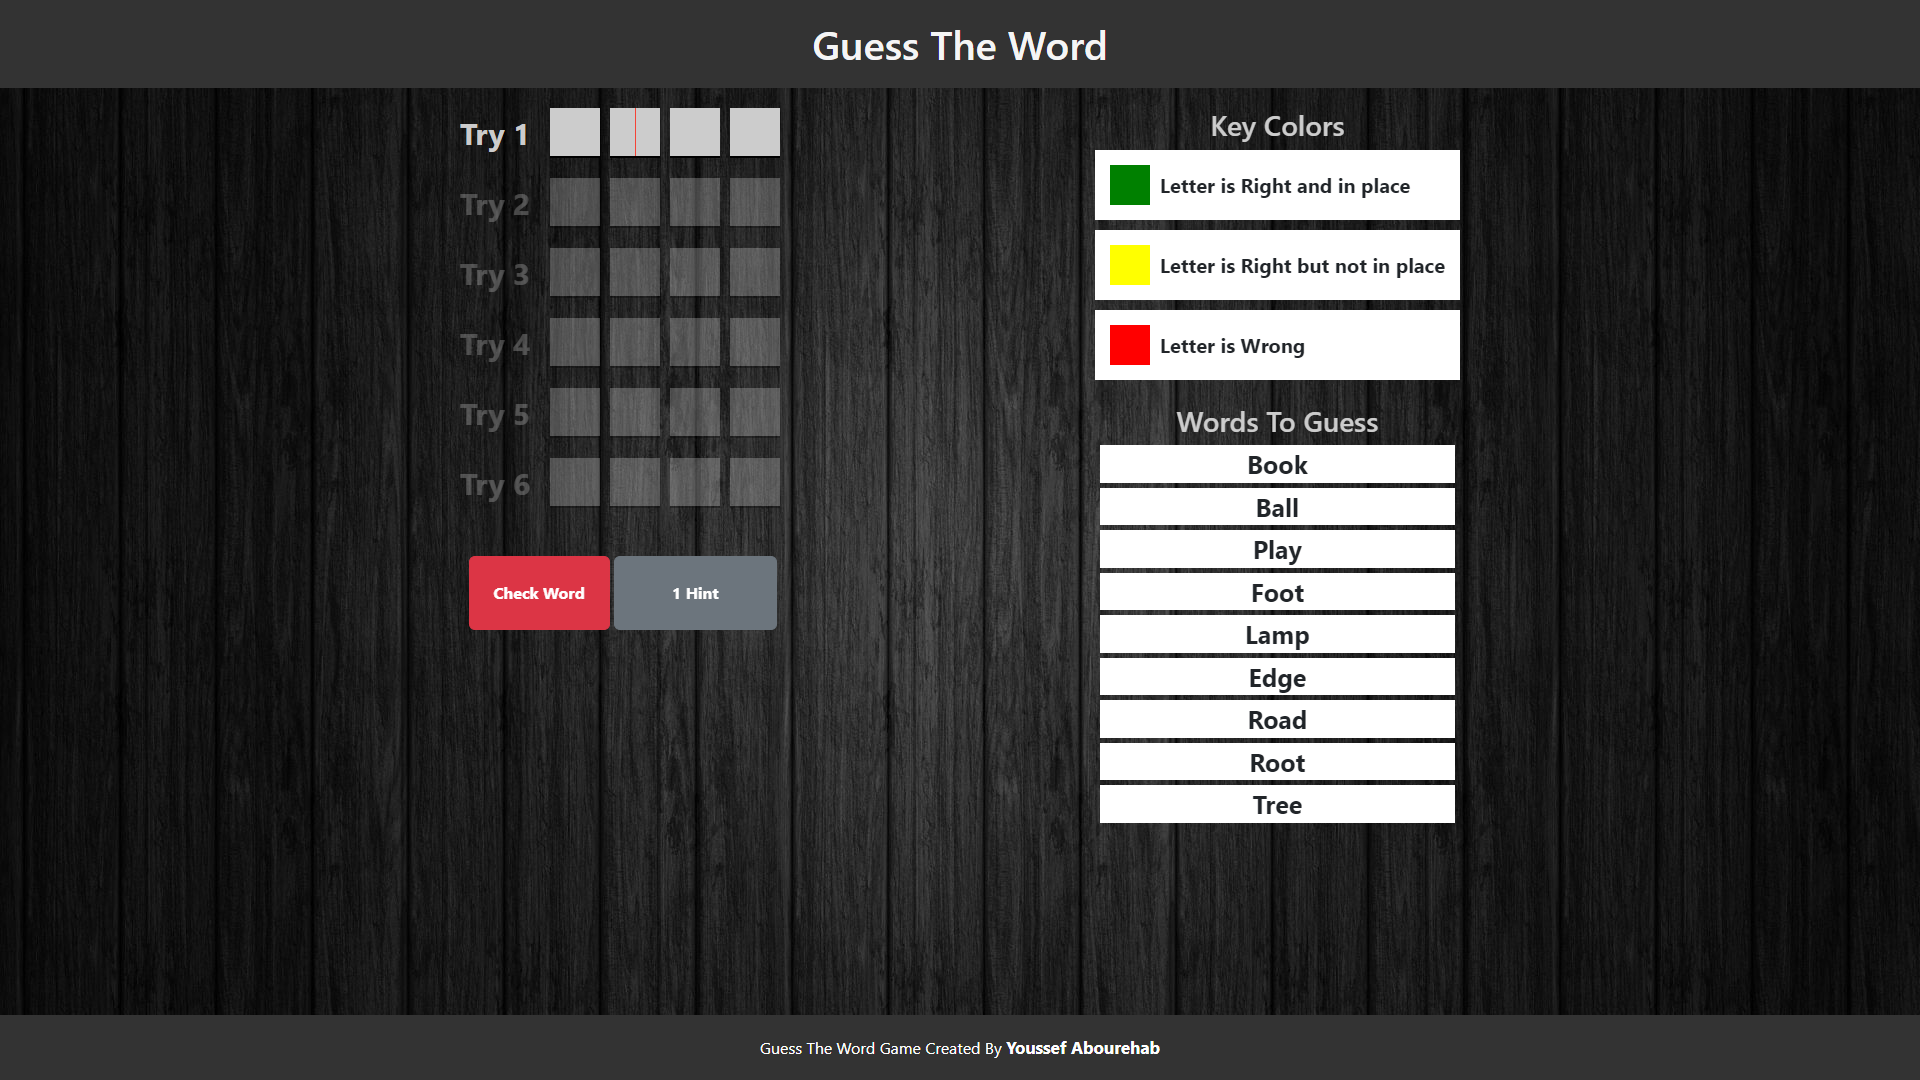 Guess The Word
Try 1
Try 2
Try 3
Try 4
Try 5
Try 6
Check Word
1 Hint
Key Colors
Letter is Right and in place
Letter is Right but not in place
Letter is Wrong
Words To Guess
Book
Ball
Play
Foot
Lamp
Edge
Road
Root
Tree
Guess The Word Game Created By Youssef Abourehab